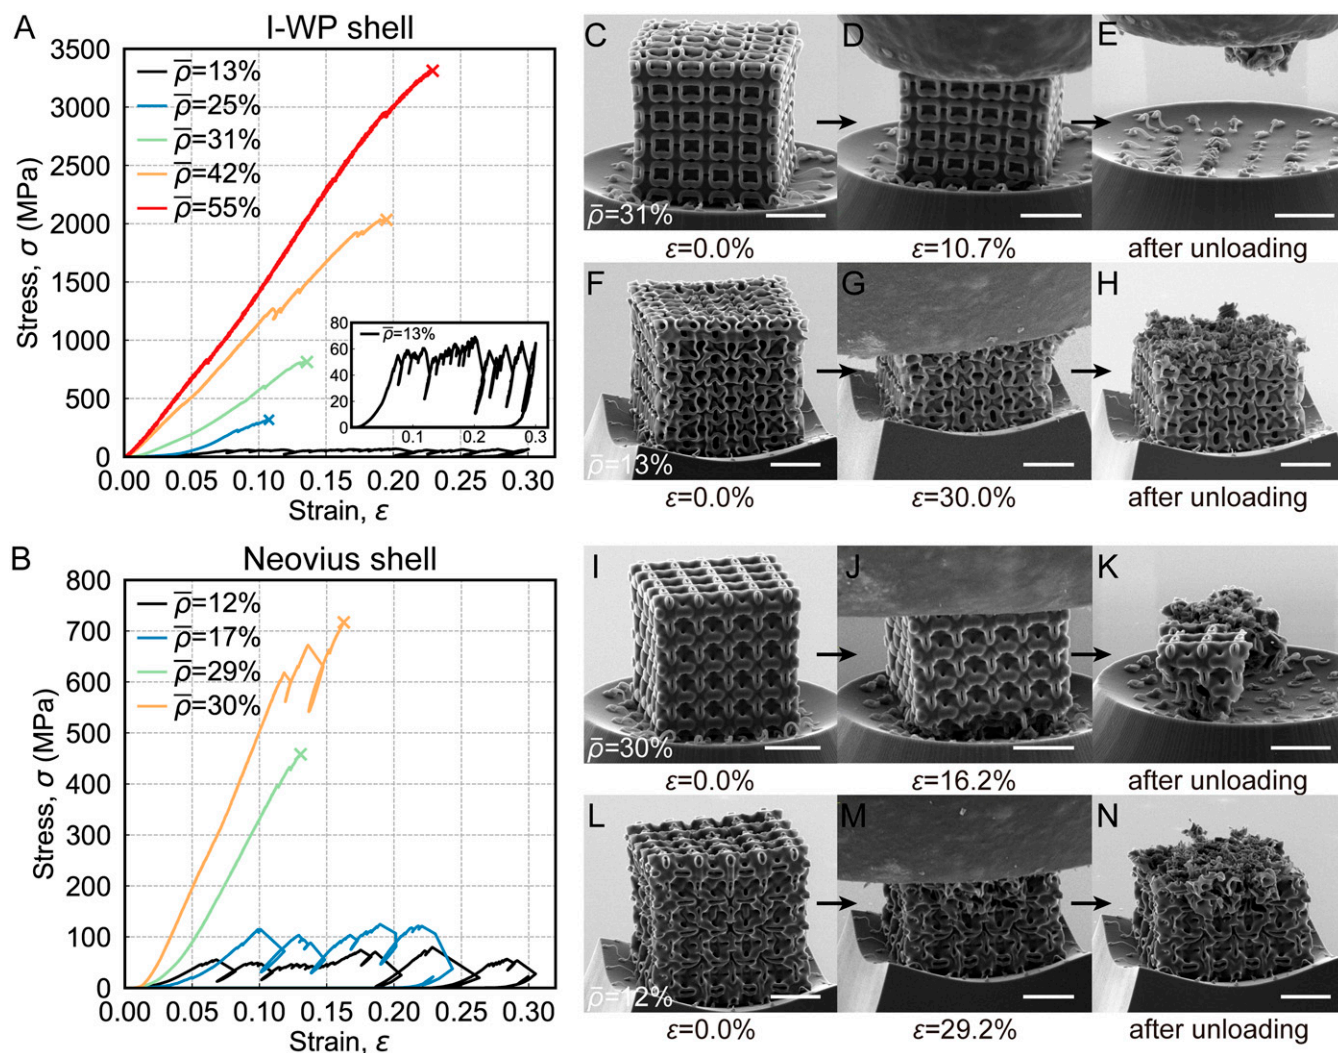 A
I-WP shell
3500
3000
2500
2000
1500
1000
500
0
Stress, σ (MPa)
ρ̅=13%
ρ̅=25%
ρ̅=31%
ρ̅=42%
ρ̅=55%
80
60
40
20
0
ρ̅=13%
0.1 0.2 0.3
0.00 0.05 0.10 0.15 0.20 0.25 0.30
Strain, ε
B
Neovius shell
800
700
600
500
400
300
200
100
0
Stress, σ (MPa)
ρ̅=12%
ρ̅=17%
ρ̅=29%
ρ̅=30%
0.00 0.05 0.10 0.15 0.20 0.25 0.30
Strain, ε
C D E
ρ̅=31%
ε=0.0% ε=10.7% after unloading
F G H
ρ̅=13%
ε=0.0% ε=30.0% after unloading
I J K
ρ̅=30%
ε=0.0% ε=16.2% after unloading
L M N
ρ̅=12%
ε=0.0% ε=29.2% after unloading